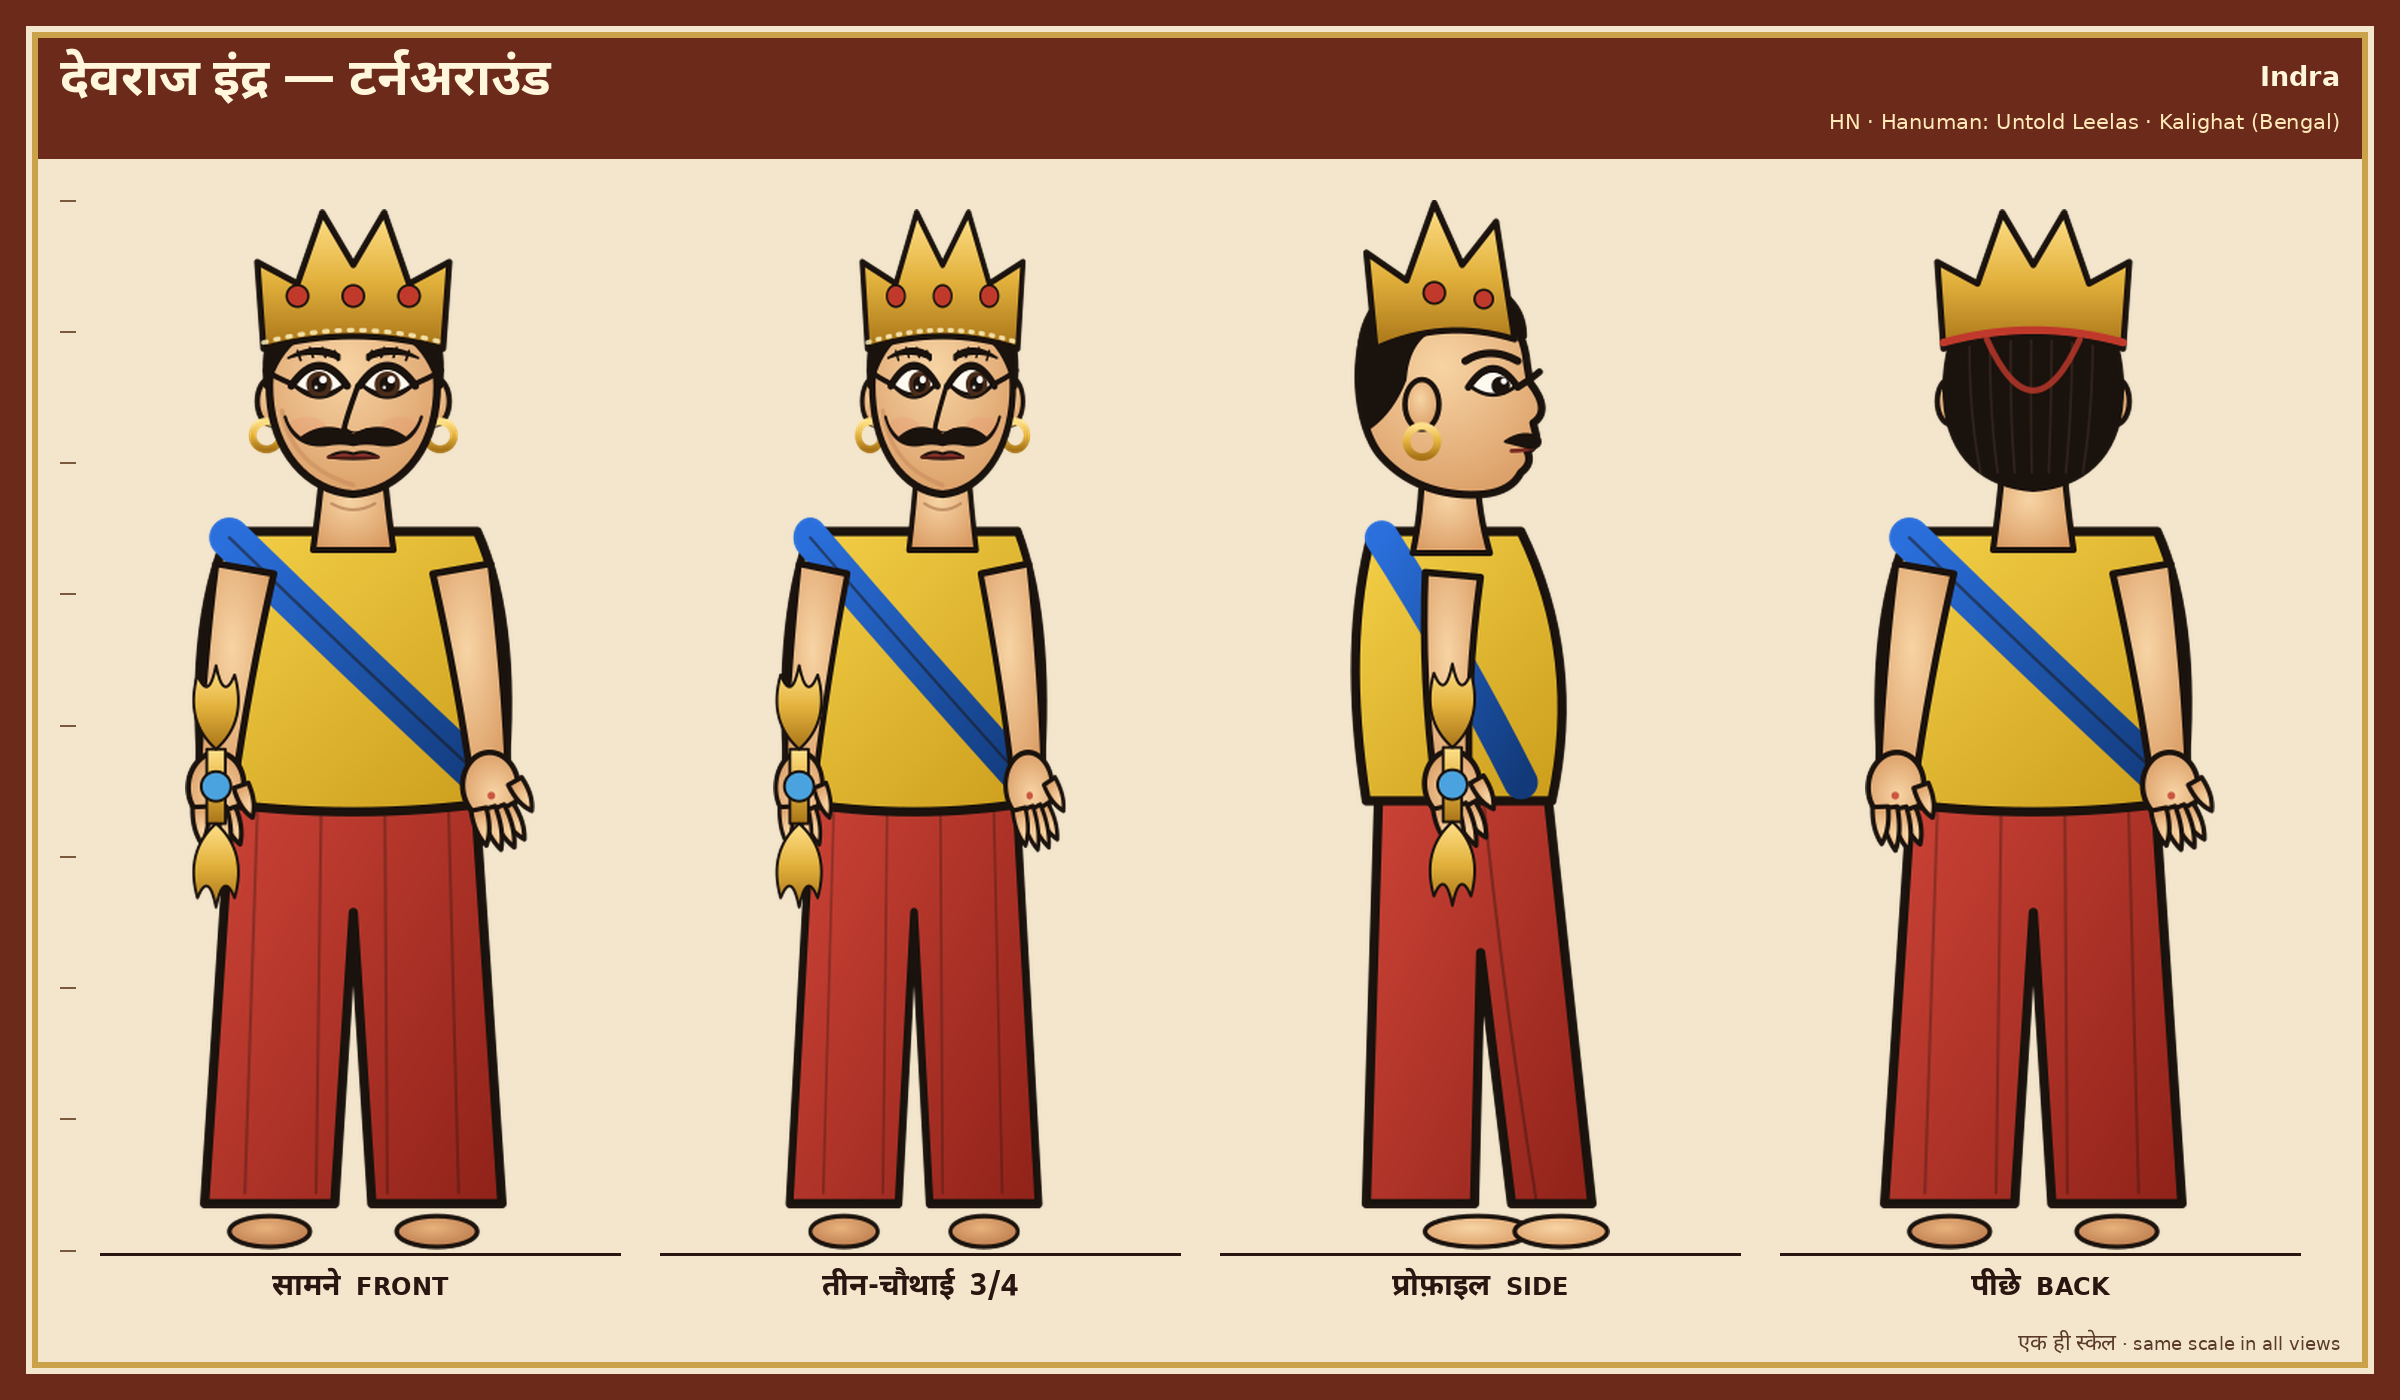 देवराज इंद्र — टर्नअराउंड
Indra
HN · Hanuman: Untold Leelas · Kalighat (Bengal)
सामने FRONT
तीन-चौथाई 3/4
प्रोफ़ाइल SIDE
पीछे BACK
एक ही स्केल · same scale in all views